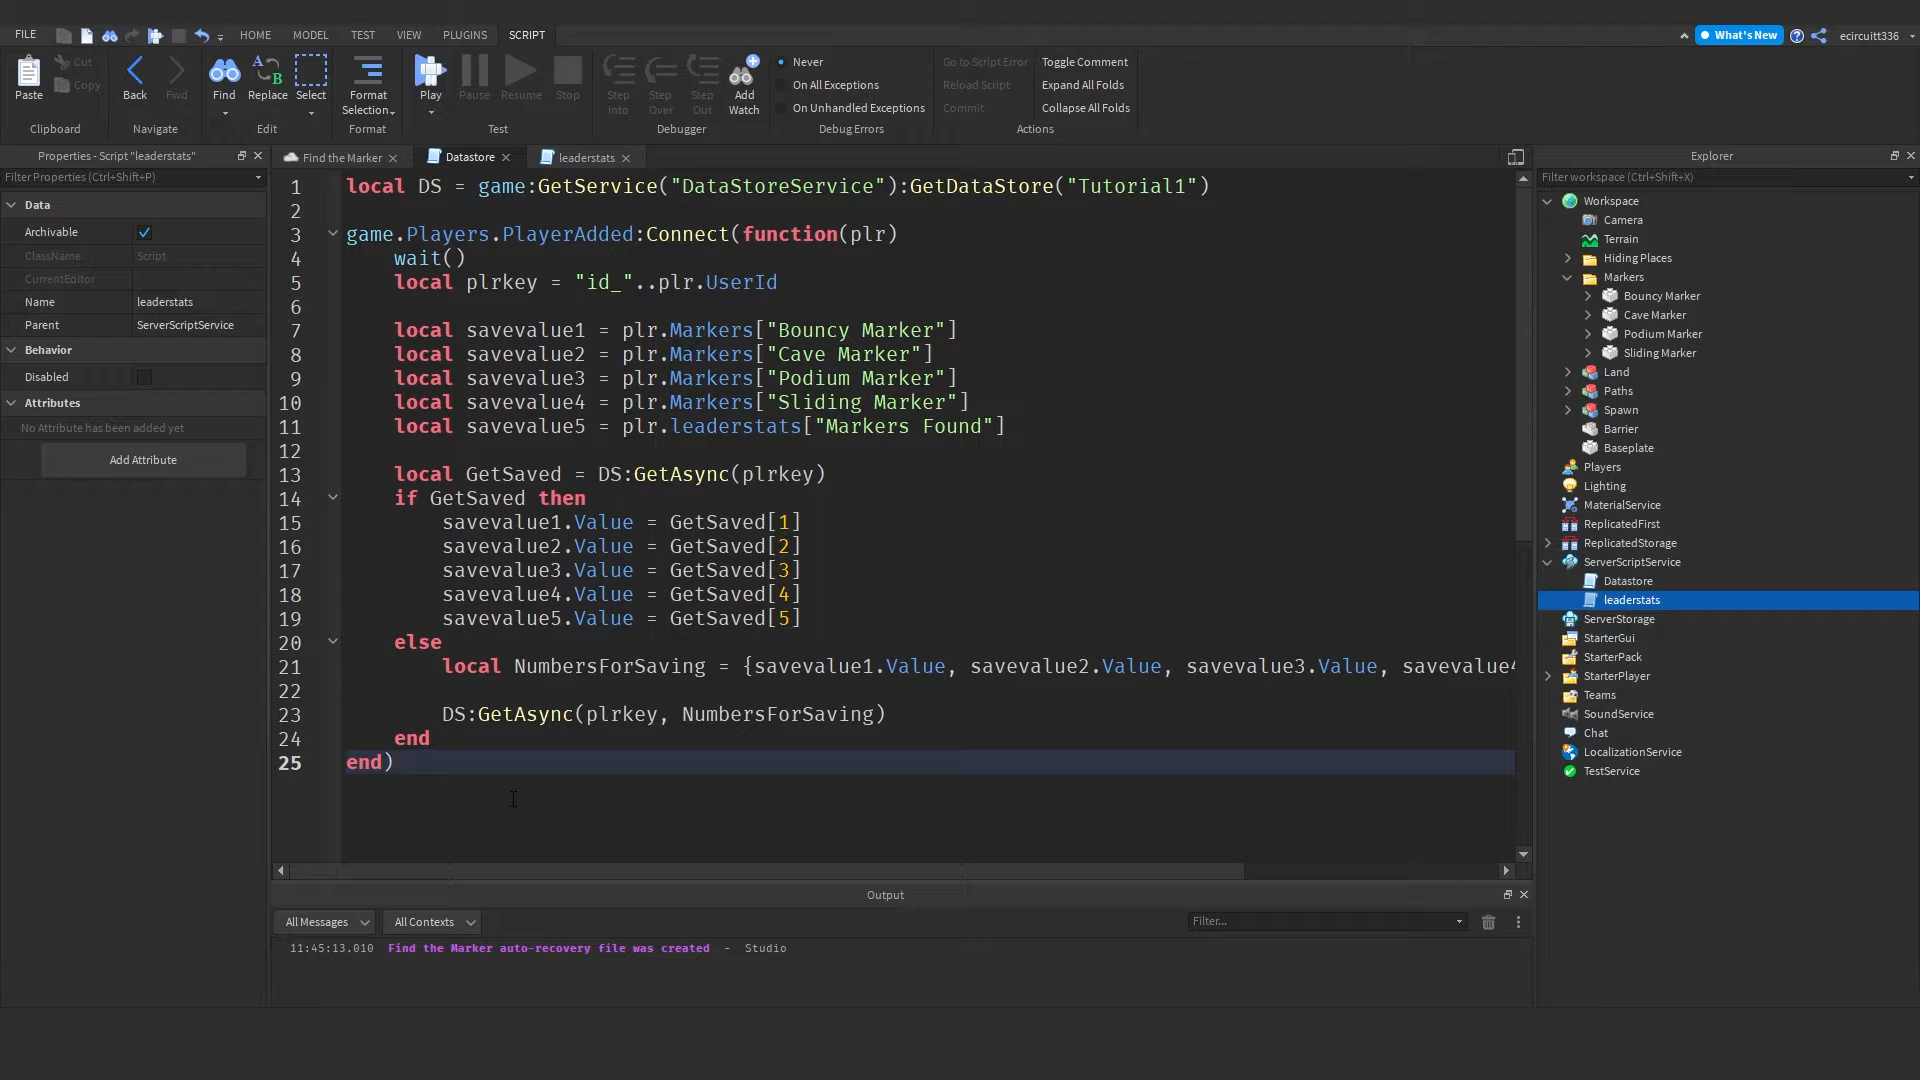 FILE HOME MODEL TEST VIEW PLUGINS SCRIPT What's New ecircuitt336
Paste Cut Copy Back Fwd Find Replace Select Format Selection Play Pause Resume Stop Step Into Step Over Step Out Add Watch Never On All Exceptions On Unhandled Exceptions Go to Script Error Reload Script Commit Toggle Comment Expand All Folds Collapse All Folds
Clipboard Navigate Edit Format Test Debugger Debug Errors Actions
Properties - Script "leaderstats"
Filter Properties (Ctrl+Shift+P)
Data
Archivable
ClassName Script
CurrentEditor
Name leaderstats
Parent ServerScriptService
Behavior
Disabled
Attributes
No Attribute has been added yet
Add Attribute
Find the Marker Datastore leaderstats
1 local DS = game:GetService("DataStoreService"):GetDataStore("Tutorial1")
2
3 game.Players.PlayerAdded:Connect(function(plr)
4 wait()
5 local plrkey = "id_"..plr.UserId
6
7 local savevalue1 = plr.Markers["Bouncy Marker"]
8 local savevalue2 = plr.Markers["Cave Marker"]
9 local savevalue3 = plr.Markers["Podium Marker"]
10 local savevalue4 = plr.Markers["Sliding Marker"]
11 local savevalue5 = plr.leaderstats["Markers Found"]
12
13 local GetSaved = DS:GetAsync(plrkey)
14 if GetSaved then
15 savevalue1.Value = GetSaved[1]
16 savevalue2.Value = GetSaved[2]
17 savevalue3.Value = GetSaved[3]
18 savevalue4.Value = GetSaved[4]
19 savevalue5.Value = GetSaved[5]
20 else
21 local NumbersForSaving = {savevalue1.Value, savevalue2.Value, savevalue3.Value, savevalue4
22
23 DS:GetAsync(plrkey, NumbersForSaving)
24 end
25 end)
Output
All Messages All Contexts Filter...
11:45:13.010 Find the Marker auto-recovery file was created - Studio
Explorer
Filter workspace (Ctrl+Shift+X)
Workspace
Camera
Terrain
Hiding Places
Markers
Bouncy Marker
Cave Marker
Podium Marker
Sliding Marker
Land
Paths
Spawn
Barrier
Baseplate
Players
Lighting
MaterialService
ReplicatedFirst
ReplicatedStorage
ServerScriptService
Datastore
leaderstats
ServerStorage
StarterGui
StarterPack
StarterPlayer
Teams
SoundService
Chat
LocalizationService
TestService